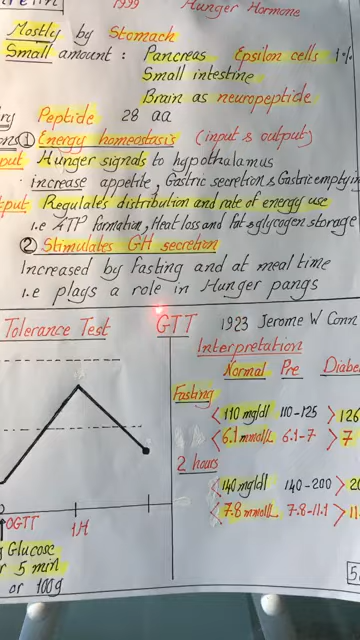 1999 Hunger Hormone
Mostly by Stomach
Small amount : Pancreas Epsilon cells 1%
Small intestine
Brain as neuropeptide
Peptide 28 aa
① Energy homeostasis (input & output)
Hunger signals to hypothalamus
increase appetite, Gastric secretion & Gastric emptyin
Regulates distribution and rate of energy use
i.e ATP formation, Heat loss and fat & glycogen storage
② Stimulates GH secretion
Increased by fasting and at meal time
i.e plays a role in Hunger pangs
Tolerance Test GTT 1923 Jerome W Conn
Interpretation
Normal Pre Diabe
Fasting
< 110 mg/dl 110-125 > 126
< 6.1 mmol/L 6.1-7 > 7
2 hours
< 140 mg/dl 140-200 > 20
< 7.8 mmol/L 7.8-11.1 > 11
OGTT 1H
Glucose
5 min
or 100g
5